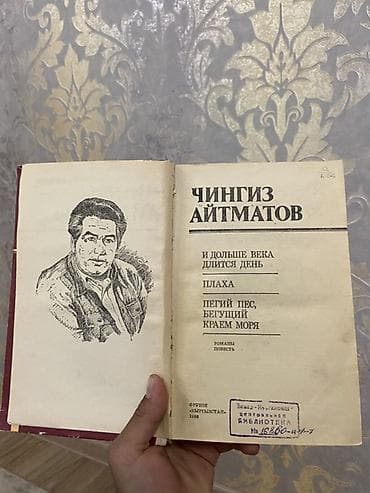 ЧИНГИЗ
АЙТМАТОВ
И ДОЛЬШЕ ВЕКА
ДЛИТСЯ ДЕНЬ
ПЛАХА
ПЕГИЙ ПЕС,
БЕГУЩИЙ
КРАЕМ МОРЯ
РОМАНЫ
ПОВЕСТЬ
ФРУНЗЕ
«КЫРГЫЗСТАН»
1988
центральная
БИБЛИОТЕКА
№